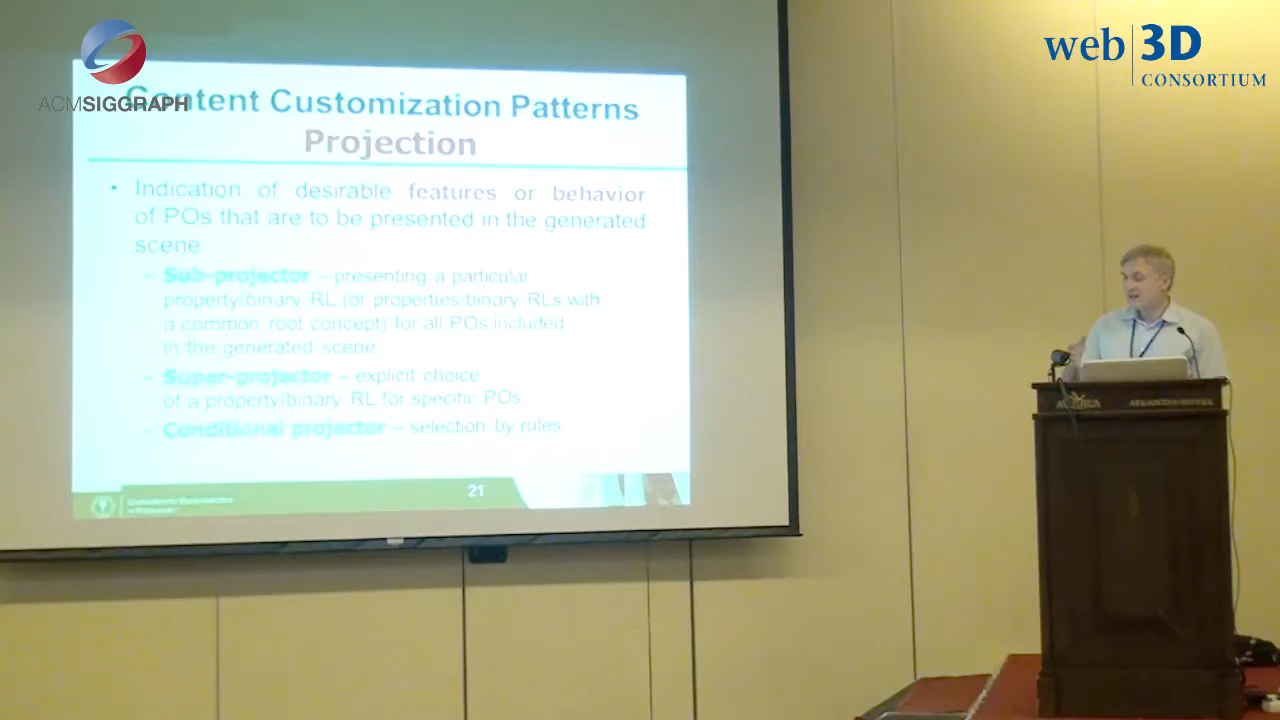 ACMSIGGRAPH
web 3D
CONSORTIUM
Content Customization Patterns
Projection
• Indication of desirable features or behavior
of POs that are to be presented in the generated
scene
– Sub-projector – presenting a particular
property/binary RL (or properties/binary RLs with
a common root concept) for all POs included
in the generated scene
– Super-projector – explicit choice
of a property/binary RL for specific POs
– Conditional projector – selection by rules
21